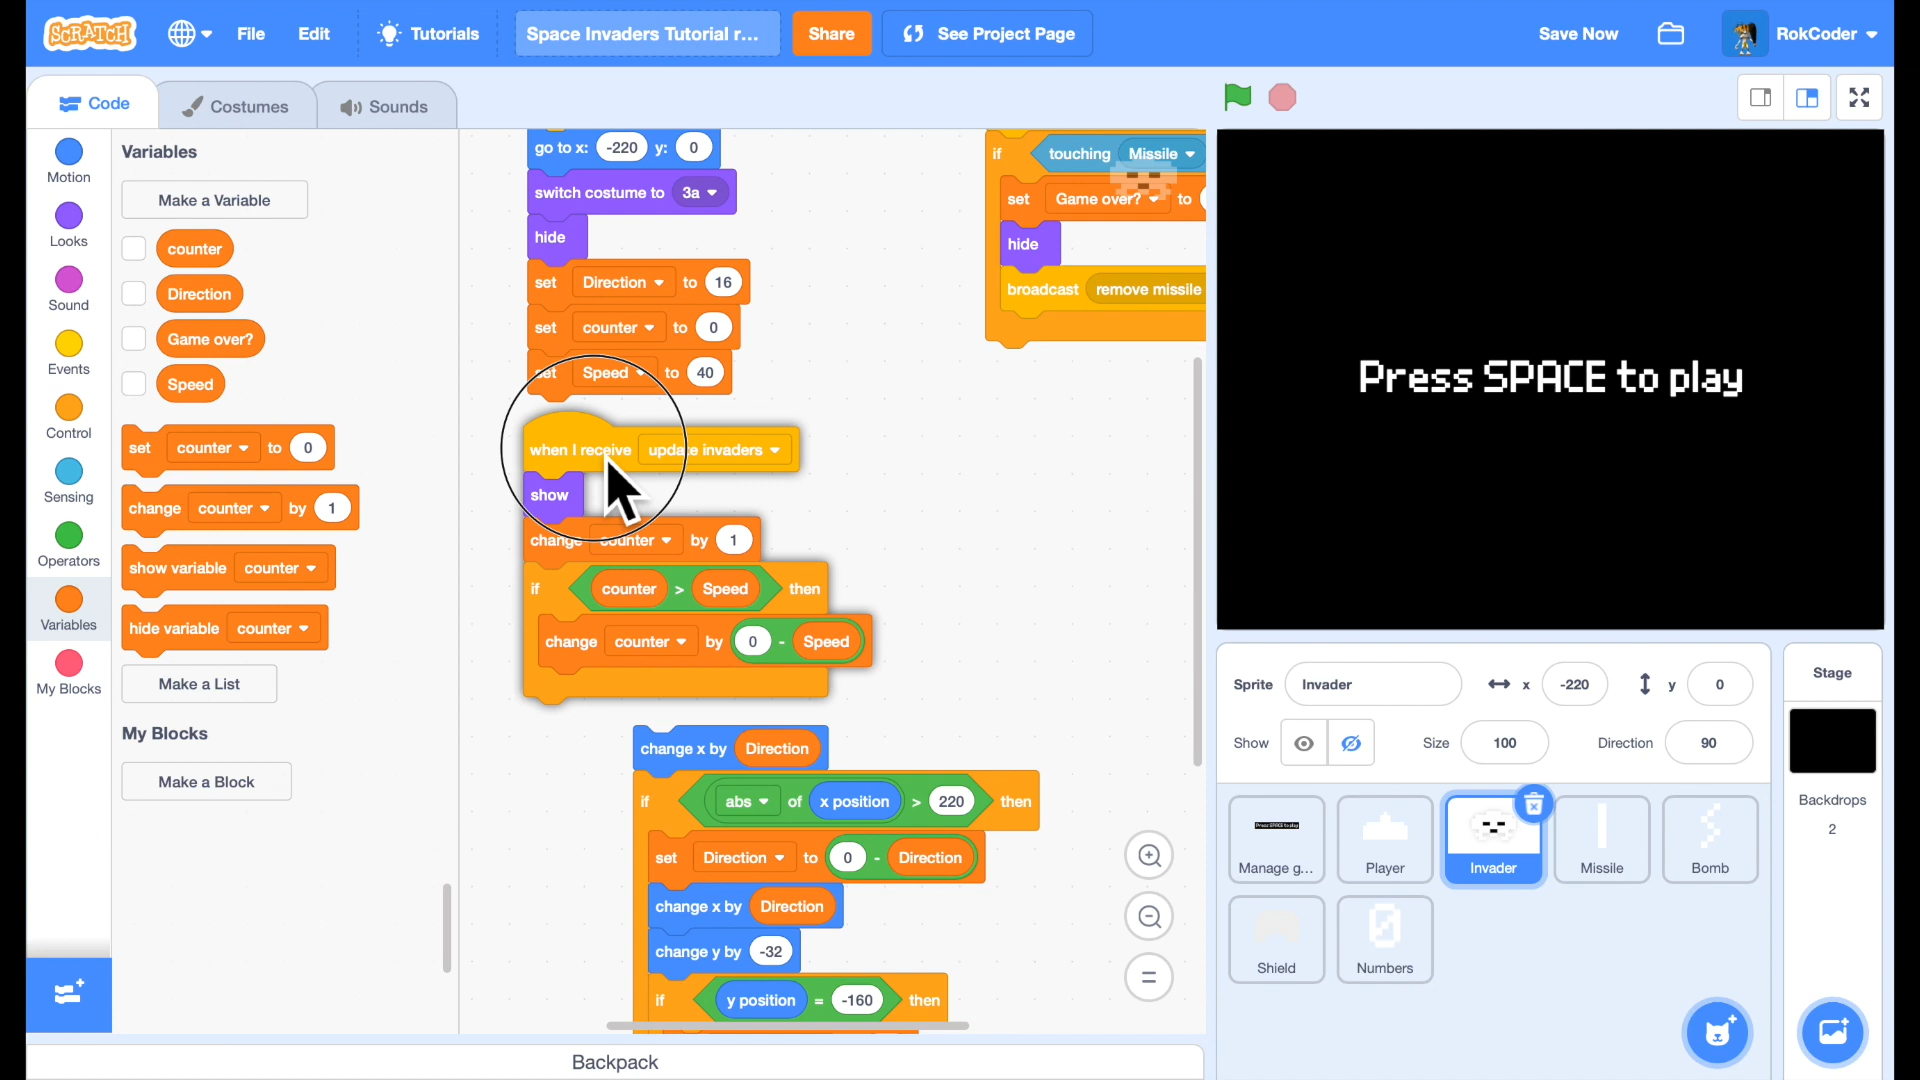 SCRATCH
File
Edit
Tutorials
Space Invaders Tutorial r...
Share
See Project Page
Save Now
RokCoder
Code
Costumes
Sounds
Motion
Looks
Sound
Events
Control
Sensing
Operators
Variables
My Blocks
Variables
Make a Variable
counter
Direction
Game over?
Speed
set counter to 0
change counter by 1
show variable counter
hide variable counter
Make a List
My Blocks
Make a Block
go to x: -220 y: 0
switch costume to 3a
hide
set Direction to 16
set counter to 0
set Speed to 40
when I receive update invaders
show
change counter by 1
if counter > Speed then
change counter by 0 - Speed
change x by Direction
if abs of x position > 220 then
set Direction to 0 - Direction
change x by Direction
change y by -32
if y position = -160 then
if touching Missile
set Game over? to
hide
broadcast remove missile
Backpack
Press SPACE to play
Sprite Invader x -220 y 0
Show Size 100 Direction 90
Manage g...
Player
Invader
Missile
Bomb
Shield
Numbers
Stage
Backdrops
2